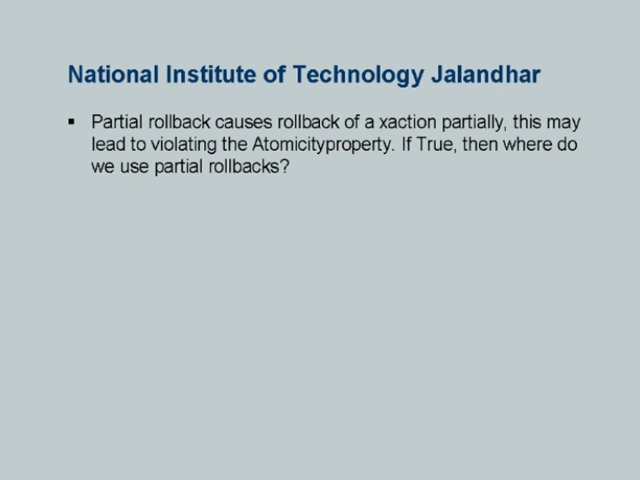 National Institute of Technology Jalandhar
▪ Partial rollback causes rollback of a xaction partially, this may
lead to violating the Atomicityproperty. If True, then where do
we use partial rollbacks?